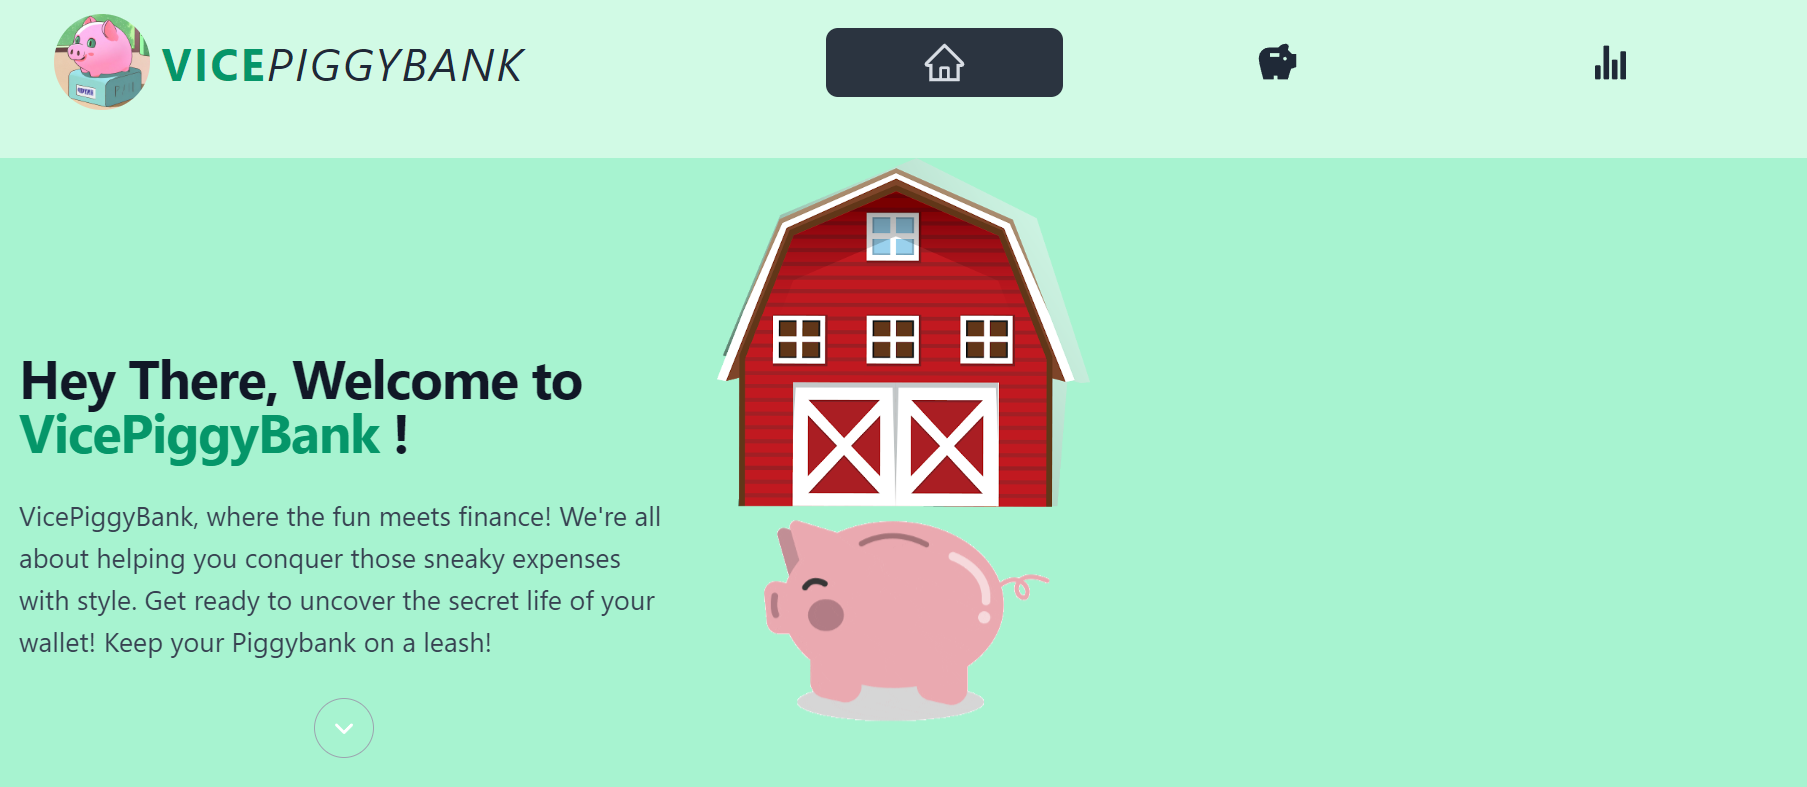 VICEPIGGYBANK
Hey There, Welcome to
VicePiggyBank !
VicePiggyBank, where the fun meets finance! We're all
about helping you conquer those sneaky expenses
with style. Get ready to uncover the secret life of your
wallet! Keep your Piggybank on a leash!